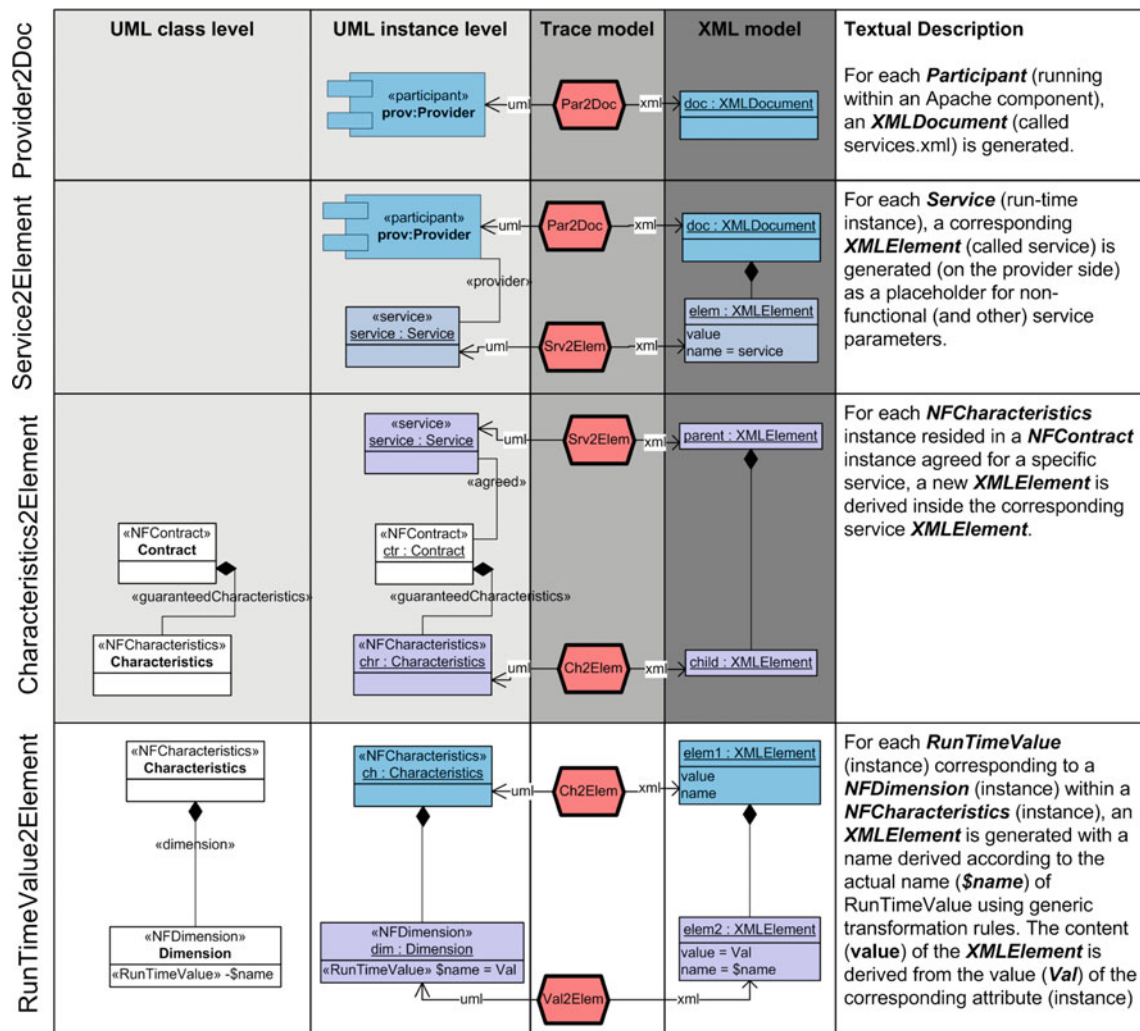 UML class level
UML instance level
Trace model
XML model
Textual Description
Provider2Doc
«participant»
prov:Provider
uml
Par2Doc
xml
doc : XMLDocument
For each Participant (running
within an Apache component),
an XMLDocument (called
services.xml) is generated.
Service2Element
«participant»
prov:Provider
uml
Par2Doc
xml
doc : XMLDocument
«provider»
«service»
service : Service
uml
Srv2Elem
xml
elem : XMLElement
value
name = service
For each Service (run-time
instance), a corresponding
XMLElement (called service) is
generated (on the provider side)
as a placeholder for non-
functional (and other) service
parameters.
Characteristics2Element
«NFContract»
Contract
«guaranteedCharacteristics»
«NFCharacteristics»
Characteristics
«service»
service : Service
«agreed»
«NFContract»
ctr : Contract
«guaranteedCharacteristics»
«NFCharacteristics»
chr : Characteristics
uml
Srv2Elem
xml
parent : XMLElement
uml
Ch2Elem
xml
child : XMLElement
For each NFCharacteristics
instance resided in a NFContract
instance agreed for a specific
service, a new XMLElement is
derived inside the corresponding
service XMLElement.
RunTimeValue2Element
«NFCharacteristics»
Characteristics
«dimension»
«NFDimension»
Dimension
«RunTimeValue» -$name
«NFCharacteristics»
ch : Characteristics
«NFDimension»
dim : Dimension
«RunTimeValue» $name = Val
uml
Ch2Elem
xml
elem1 : XMLElement
value
name
elem2 : XMLElement
value = Val
name = $name
uml
Val2Elem
xml
For each RunTimeValue
(instance) corresponding to a
NFDimension (instance) within a
NFCharacteristics (instance), an
XMLElement is generated with a
name derived according to the
actual name ($name) of
RunTimeValue using generic
transformation rules. The content
(value) of the XMLElement is
derived from the value (Val) of the
corresponding attribute (instance)